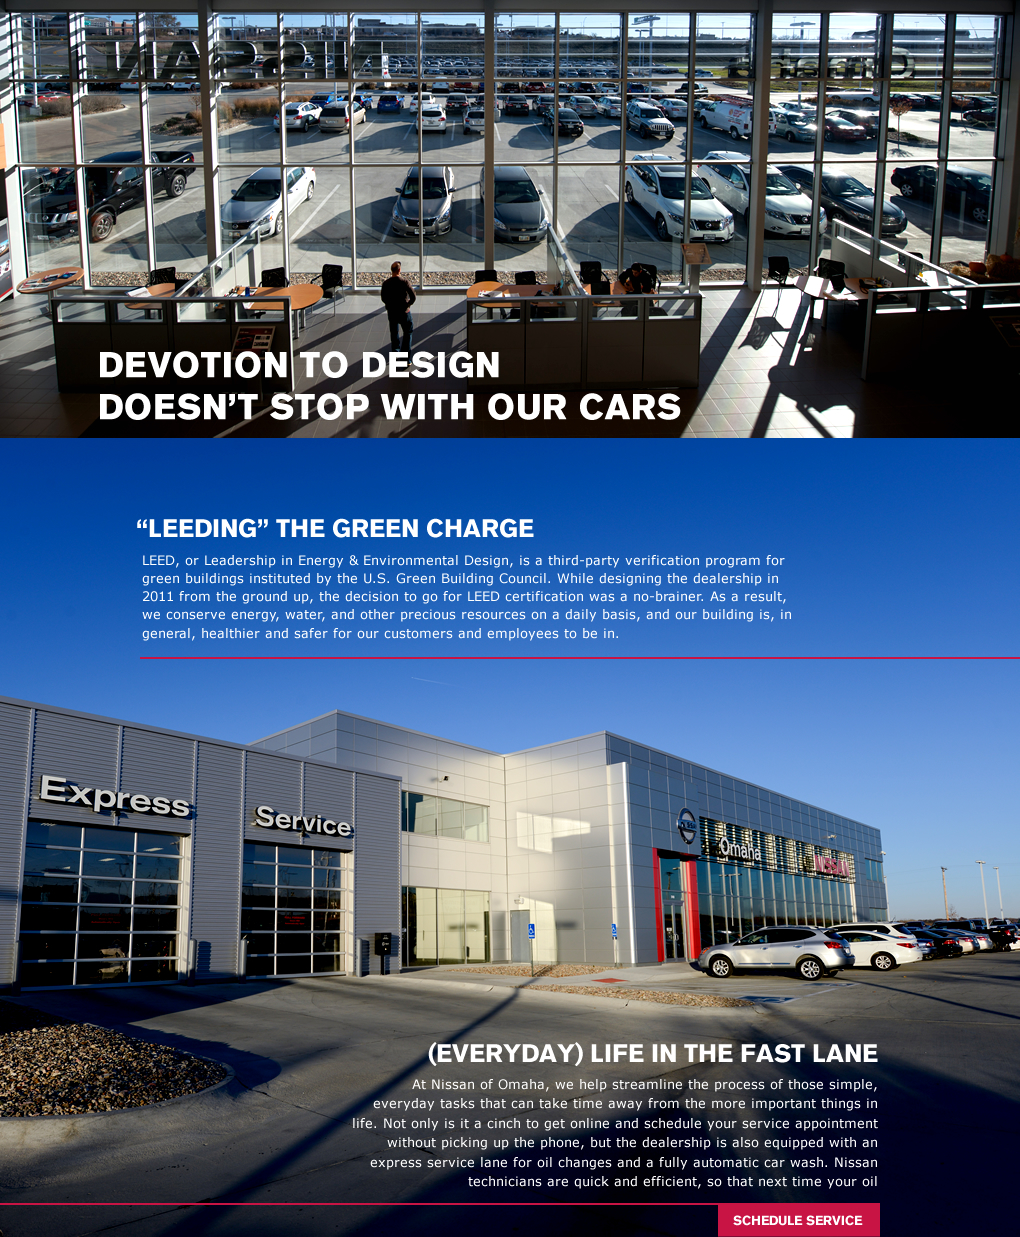 NISSAN
Omaha
DEVOTION TO DESIGN
DOESN’T STOP WITH OUR CARS
“LEEDING” THE GREEN CHARGE
LEED, or Leadership in Energy & Environmental Design, is a third-party verification program for
green buildings instituted by the U.S. Green Building Council. While designing the dealership in
2011 from the ground up, the decision to go for LEED certification was a no-brainer. As a result,
we conserve energy, water, and other precious resources on a daily basis, and our building is, in
general, healthier and safer for our customers and employees to be in.
Express
Service
NISSAN
Omaha
NISSAN
(EVERYDAY) LIFE IN THE FAST LANE
At Nissan of Omaha, we help streamline the process of those simple,
everyday tasks that can take time away from the more important things in
life. Not only is it a cinch to get online and schedule your service appointment
without picking up the phone, but the dealership is also equipped with an
express service lane for oil changes and a fully automatic car wash. Nissan
technicians are quick and efficient, so that next time your oil
SCHEDULE SERVICE